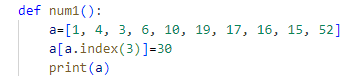 def num1():
    a=[1, 4, 3, 6, 10, 19, 17, 16, 15, 52]
    a[a.index(3)]=30
    print(a)